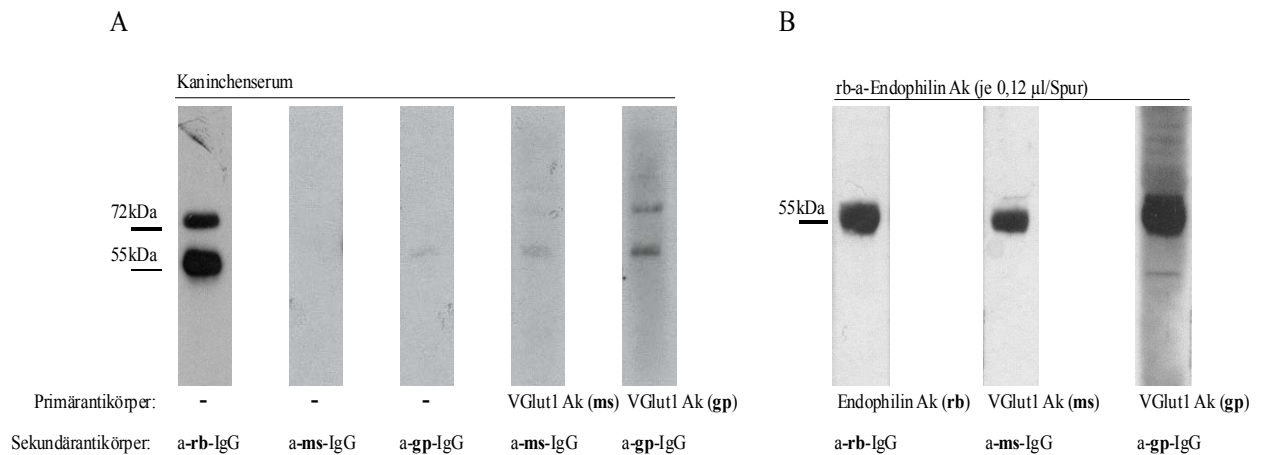 A
B
Kaninchenserum
rb-a-Endophilin Ak (je 0,12 µl/Spur)
72kDa
55kDa
55kDa
Primärantikörper: - - - VGlut1 Ak (ms) VGlut1 Ak (gp) Endophilin Ak (rb) VGlut1 Ak (ms) VGlut1 Ak (gp)
Sekundärantikörper: a-rb-IgG a-ms-IgG a-gp-IgG a-ms-IgG a-gp-IgG a-rb-IgG a-ms-IgG a-gp-IgG